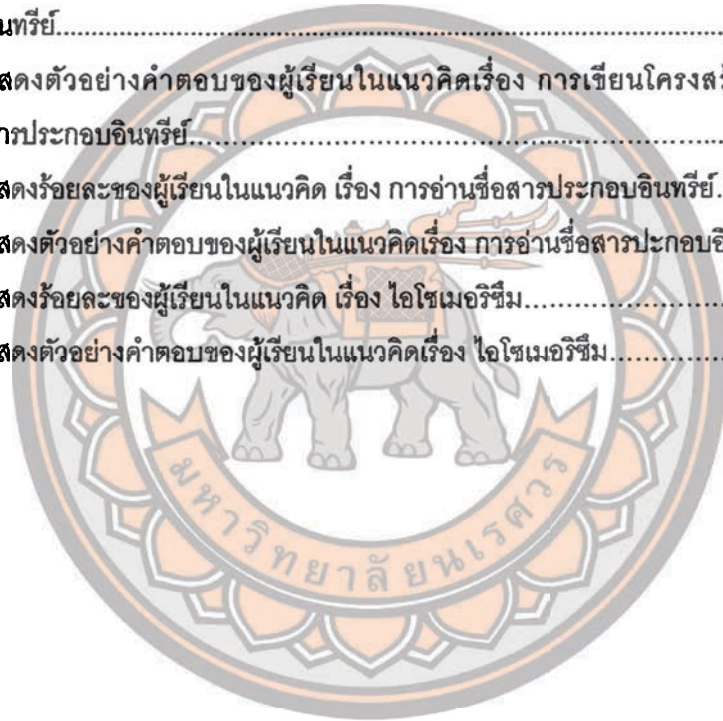 นทรีย์......................................................................................
สดงตัวอย่างคำตอบของผู้เรียนในแนวคิดเรื่อง การเขียนโครงส
ารประกอบอินทรีย์......................................................................
สดงร้อยละของผู้เรียนในแนวคิด เรื่อง การอ่านชื่อสารประกอบอินทรีย์.
สดงตัวอย่างคำตอบของผู้เรียนในแนวคิดเรื่อง การอ่านชื่อสารปะกอบอิ
สดงร้อยละของผู้เรียนในแนวคิด เรื่อง ไอโซเมอริซึม.........................
สดงตัวอย่างคำตอบของผู้เรียนในแนวคิดเรื่อง ไอโซเมอริซึม...............
มหาวิทยาลัยนเรศวร